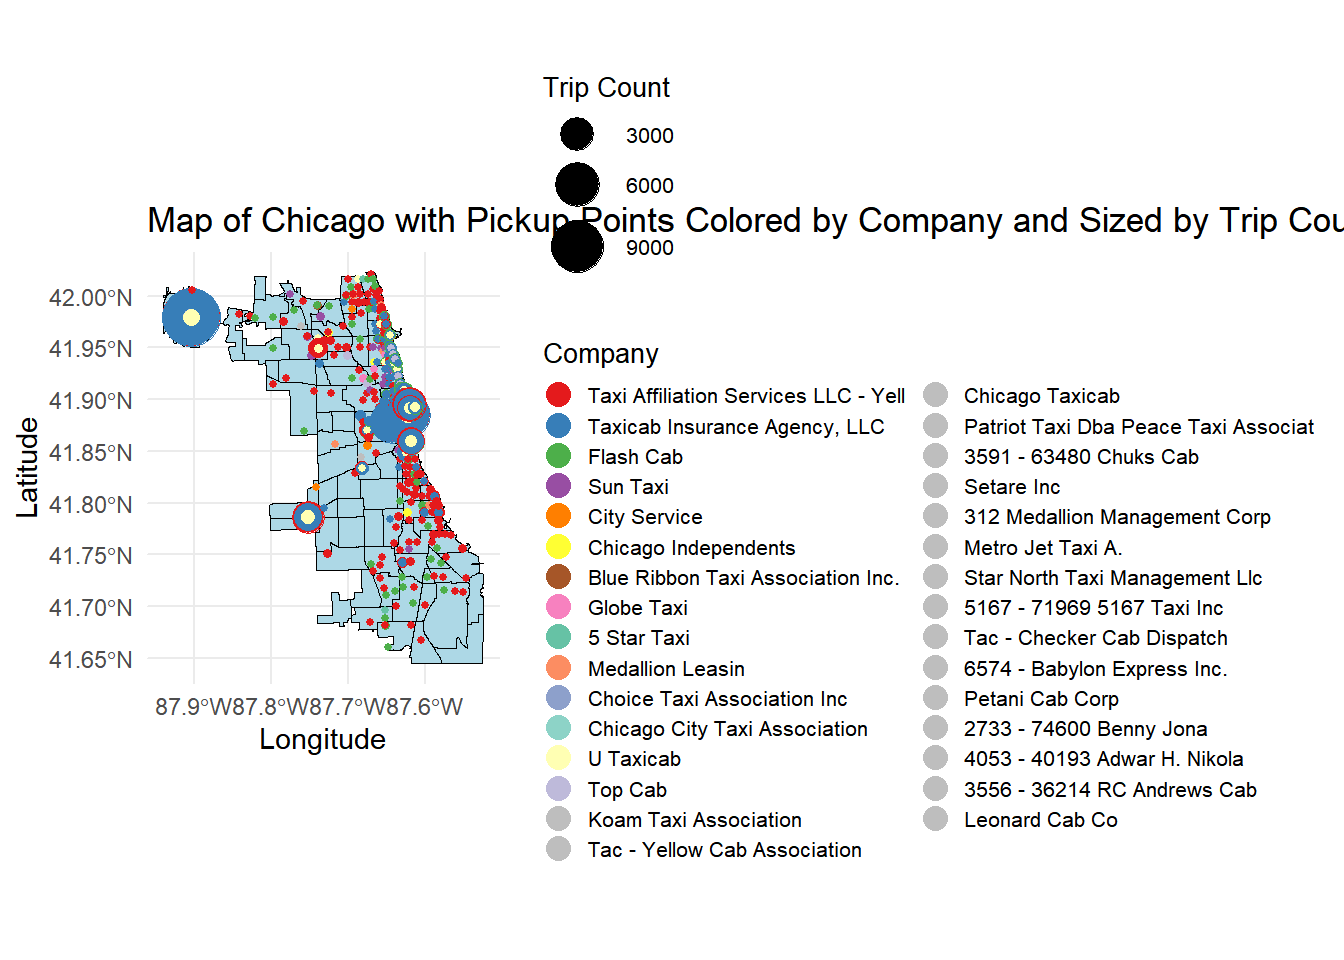 Trip Count
3000
6000
9000
Map of Chicago with Pickup Points Colored by Company and Sized by Trip Cou
42.00°N
41.95°N
41.90°N
41.85°N
41.80°N
41.75°N
41.70°N
41.65°N
Latitude
87.9°W
87.8°W
87.7°W
87.6°W
Longitude
Company
Taxi Affiliation Services LLC - Yell
Taxicab Insurance Agency, LLC
Flash Cab
Sun Taxi
City Service
Chicago Independents
Blue Ribbon Taxi Association Inc.
Globe Taxi
5 Star Taxi
Medallion Leasin
Choice Taxi Association Inc
Chicago City Taxi Association
U Taxicab
Top Cab
Koam Taxi Association
Tac - Yellow Cab Association
Chicago Taxicab
Patriot Taxi Dba Peace Taxi Associat
3591 - 63480 Chuks Cab
Setare Inc
312 Medallion Management Corp
Metro Jet Taxi A.
Star North Taxi Management Llc
5167 - 71969 5167 Taxi Inc
Tac - Checker Cab Dispatch
6574 - Babylon Express Inc.
Petani Cab Corp
2733 - 74600 Benny Jona
4053 - 40193 Adwar H. Nikola
3556 - 36214 RC Andrews Cab
Leonard Cab Co